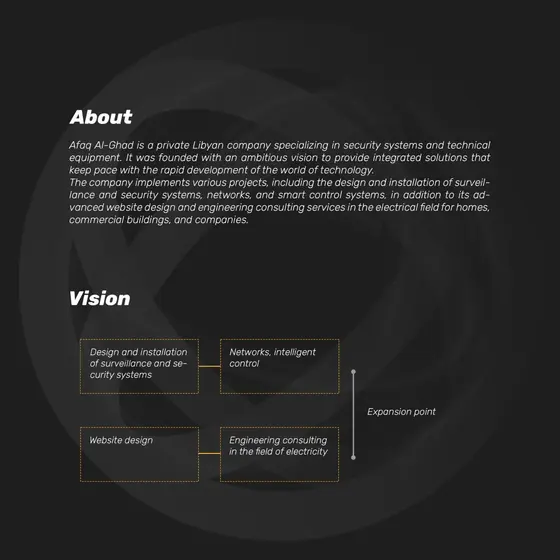 About
Afaq Al-Ghad is a private Libyan company specializing in security systems and technical
equipment. It was founded with an ambitious vision to provide integrated solutions that
keep pace with the rapid development of the world of technology.
The company implements various projects, including the design and installation of surveil-
lance and security systems, networks, and smart control systems, in addition to its ad-
vanced website design and engineering consulting services in the electrical field for homes,
commercial buildings, and companies.
Vision
Design and installation
of surveillance and se-
curity systems
Networks, intelligent
control
Expansion point
Website design
Engineering consulting
in the field of electricity